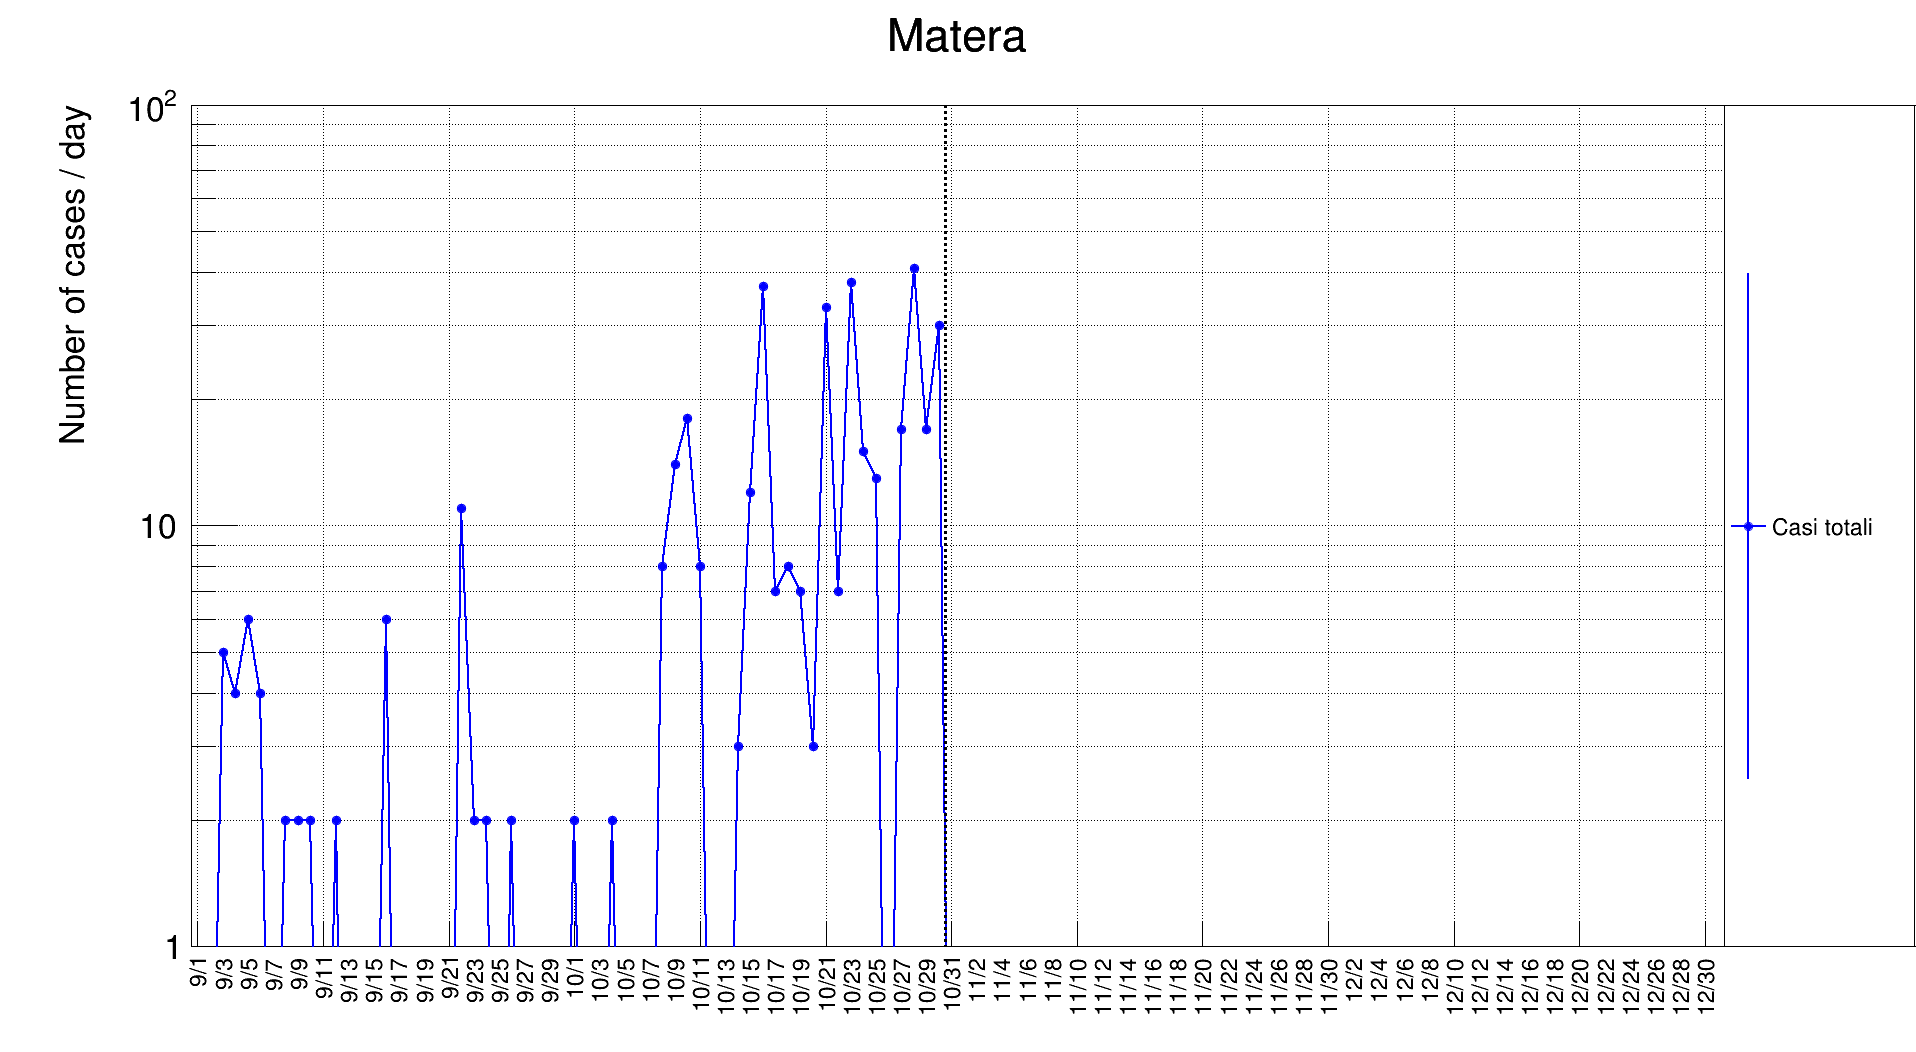 Matera
Number of cases / day
10²
10
1
9/1 9/3 9/5 9/7 9/9 9/11 9/13 9/15 9/17 9/19 9/21 9/23 9/25 9/27 9/29 10/1 10/3 10/5 10/7 10/9 10/11 10/13 10/15 10/17 10/19 10/21 10/23 10/25 10/27 10/29 10/31 11/2 11/4 11/6 11/8 11/10 11/12 11/14 11/16 11/18 11/20 11/22 11/24 11/26 11/28 11/30 12/2 12/4 12/6 12/8 12/10 12/12 12/14 12/16 12/18 12/20 12/22 12/24 12/26 12/28 12/30
Casi totali